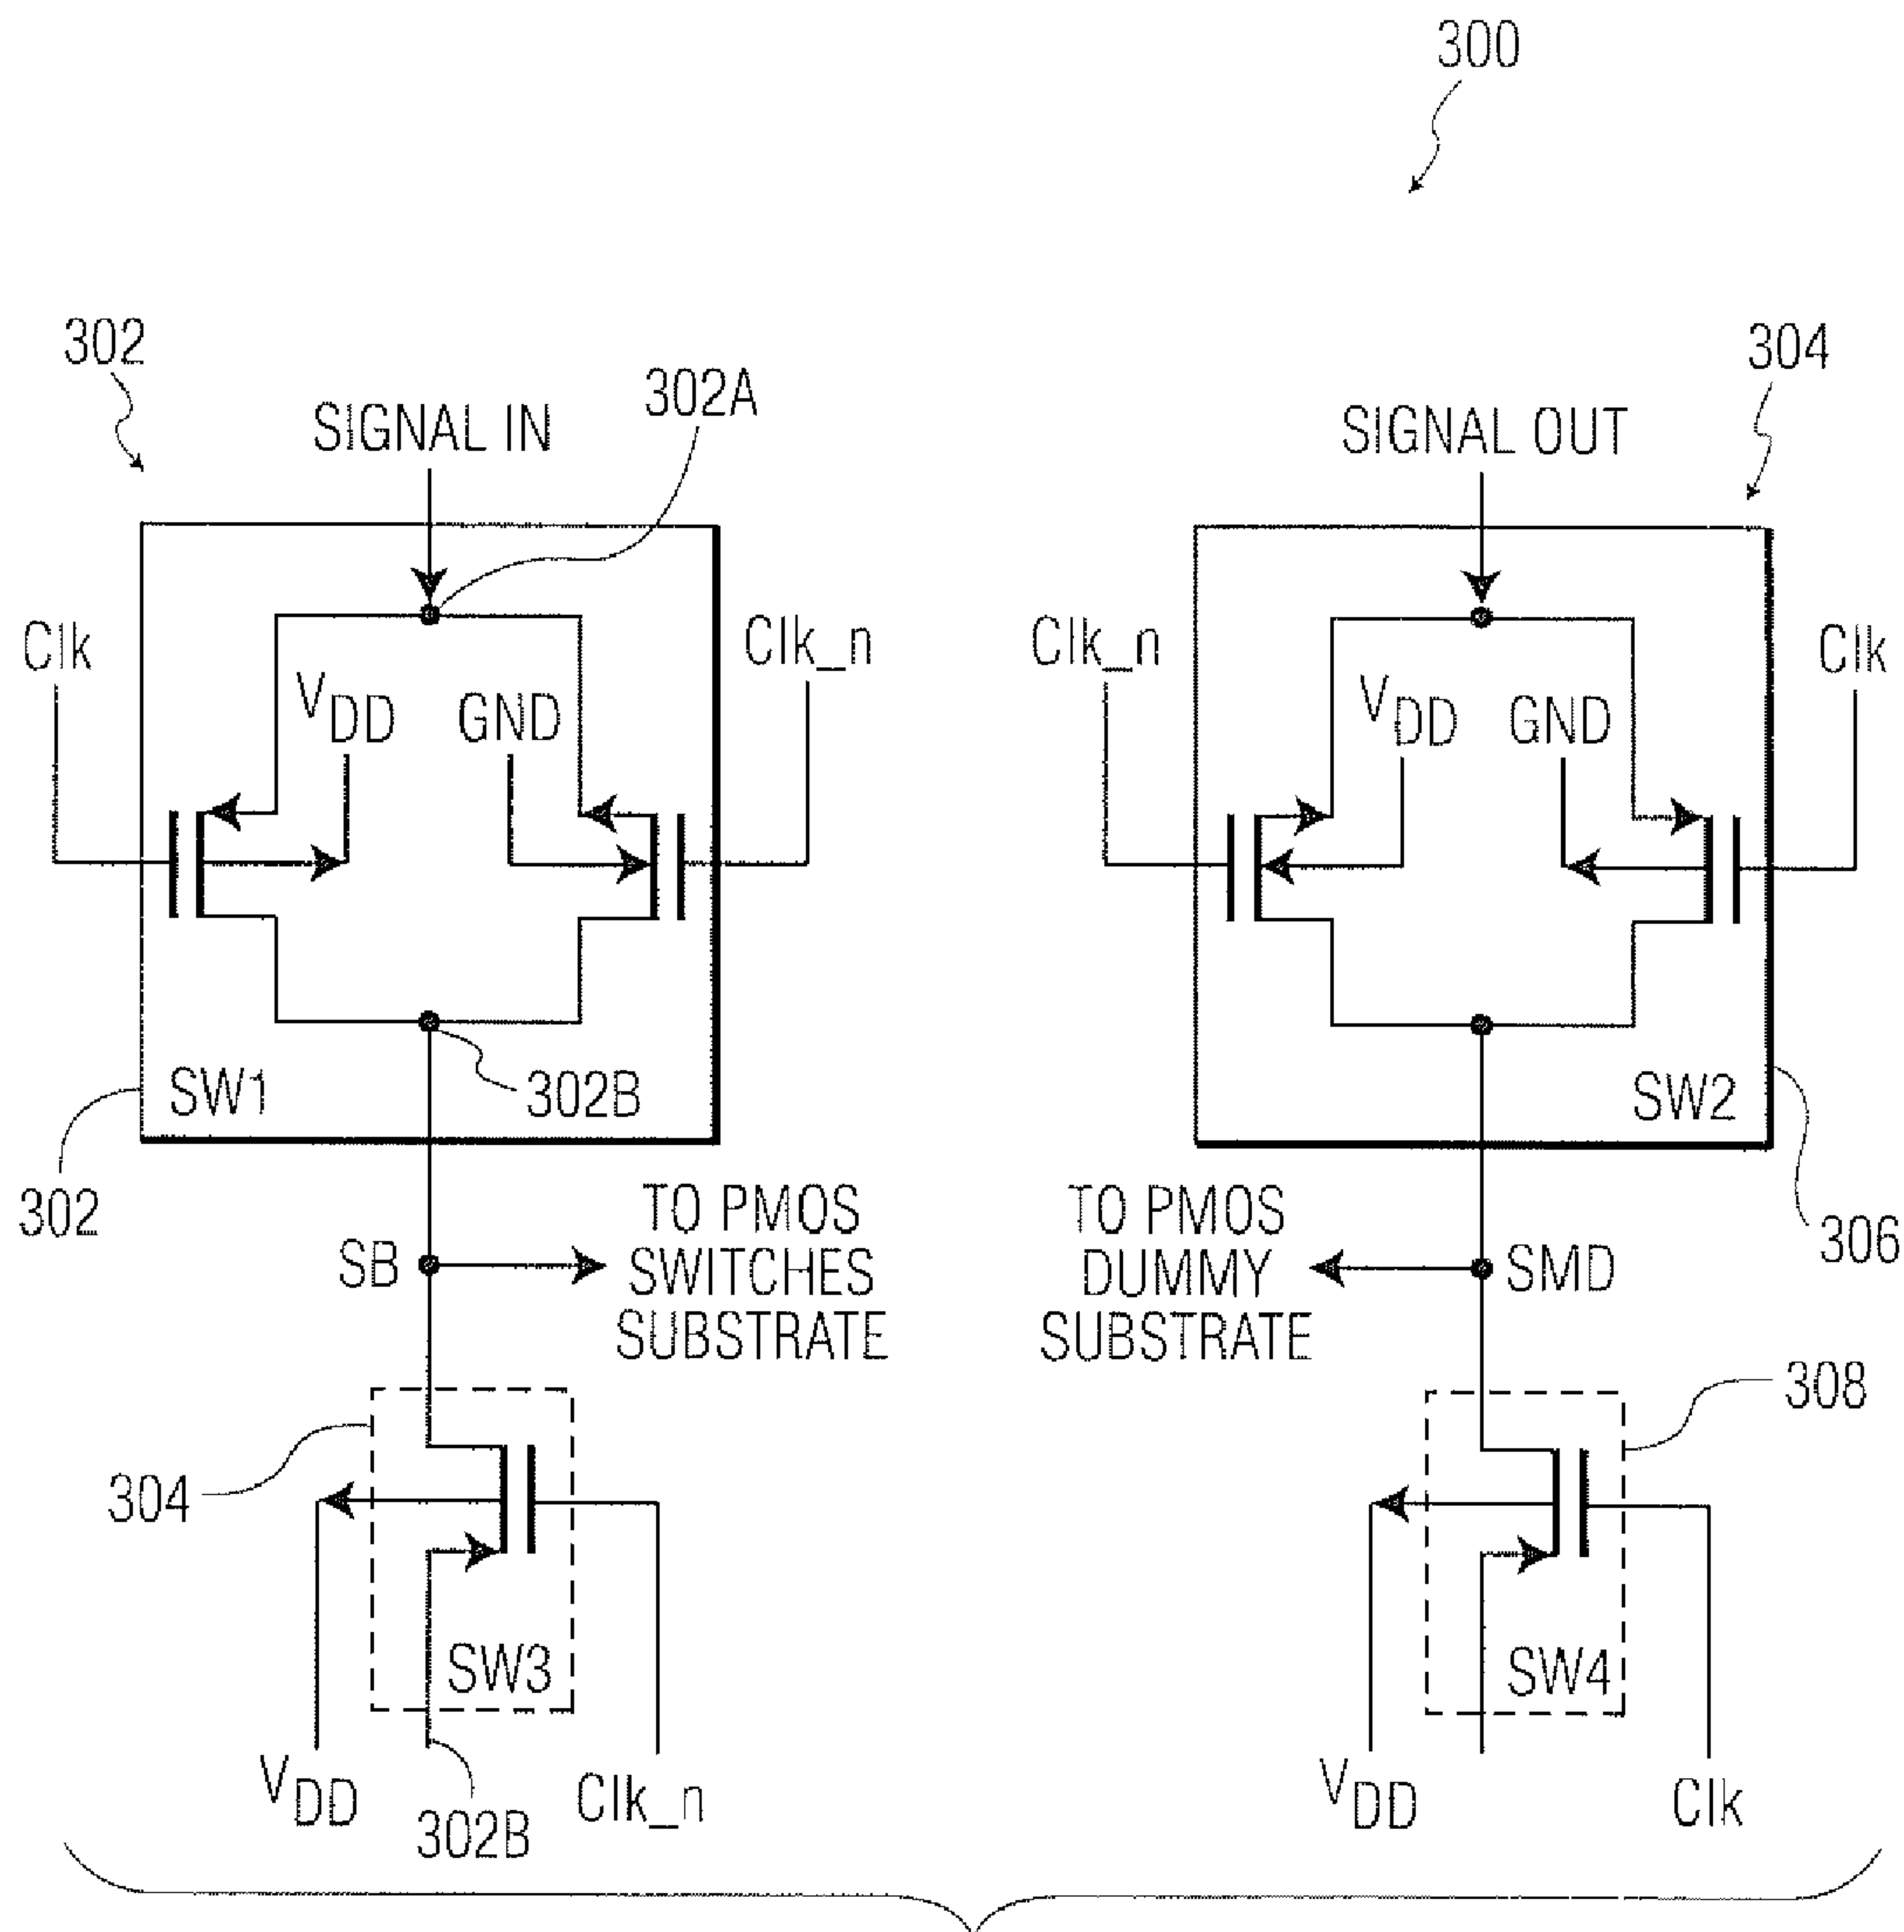 300
302
304
302A
SIGNAL IN
SIGNAL OUT
Clk
Clk_n
Clk_n
Clk
VDD
GND
VDD
GND
SW1
302B
SW2
302
306
TO PMOS
SWITCHES
SUBSTRATE
SB
TO PMOS
DUMMY
SUBSTRATE
SMD
304
308
SW3
SW4
VDD
302B
Clk_n
VDD
Clk